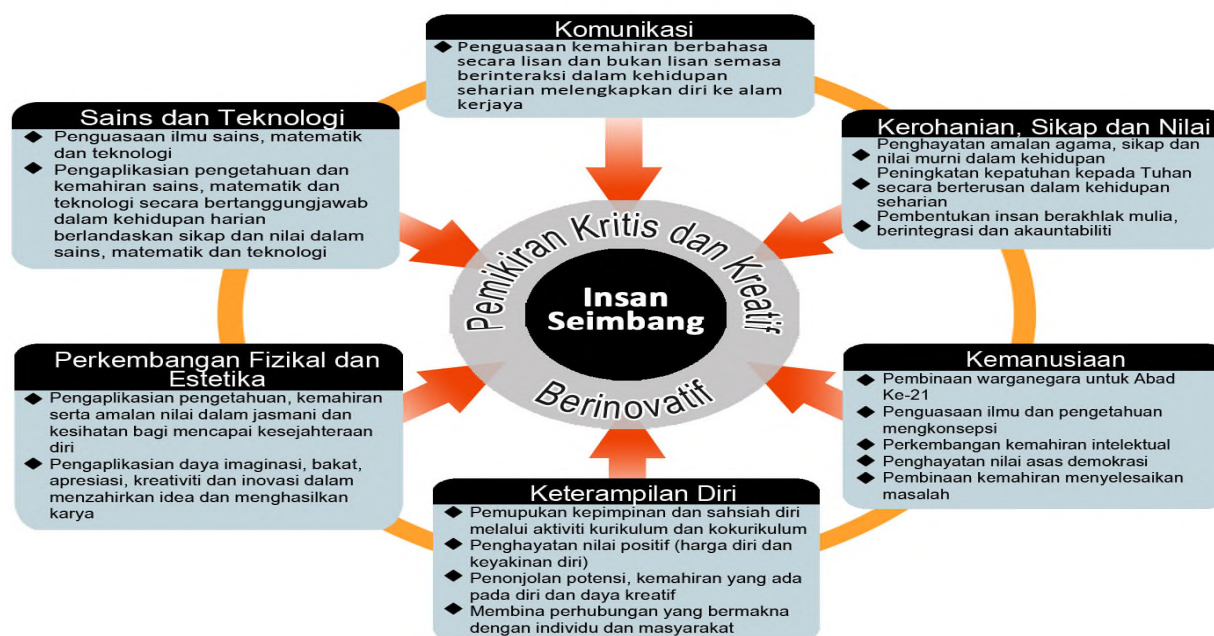 Komunikasi
◆ Penguasaan kemahiran berbahasa
secara lisan dan bukan lisan semasa
berinteraksi dalam kehidupan
seharian melengkapkan diri ke alam
kerjaya
Sains dan Teknologi
◆ Penguasaan ilmu sains, matematik
dan teknologi
◆ Pengaplikasian pengetahuan dan
kemahiran sains, matematik dan
teknologi secara bertanggungjawab
dalam kehidupan harian
berlandaskan sikap dan nilai dalam
sains, matematik dan teknologi
Kerohanian, Sikap dan Nilai
◆ Penghayatan amalan agama, sikap dan
nilai murni dalam kehidupan
◆ Peningkatan kepatuhan kepada Tuhan
secara berterusan dalam kehidupan
seharian
◆ Pembentukan insan berakhlak mulia,
berintegrasi dan akauntabiliti
Pemikiran Kritis dan Kreatif
Insan
Seimbang
Berinovatif
Perkembangan Fizikal dan
Estetika
◆ Pengaplikasian pengetahuan, kemahiran
serta amalan nilai dalam jasmani dan
kesihatan bagi mencapai kesejahteraan
diri
◆ Pengaplikasian daya imaginasi, bakat,
apresiasi, kreativiti dan inovasi dalam
menzahirkan idea dan menghasilkan
karya
Kemanusiaan
◆ Pembinaan warganegara untuk Abad
Ke-21
◆ Penguasaan ilmu dan pengetahuan
mengkonsepsi
◆ Perkembangan kemahiran intelektual
◆ Penghayatan nilai asas demokrasi
◆ Pembinaan kemahiran menyelesaikan
masalah
Keterampilan Diri
◆ Pemupukan kepimpinan dan sahsiah diri
melalui aktiviti kurikulum dan kokurikulum
◆ Penghayatan nilai positif (harga diri dan
keyakinan diri)
◆ Penonjolan potensi, kemahiran yang ada
pada diri dan daya kreatif
◆ Membina perhubungan yang bermakna
dengan individu dan masyarakat